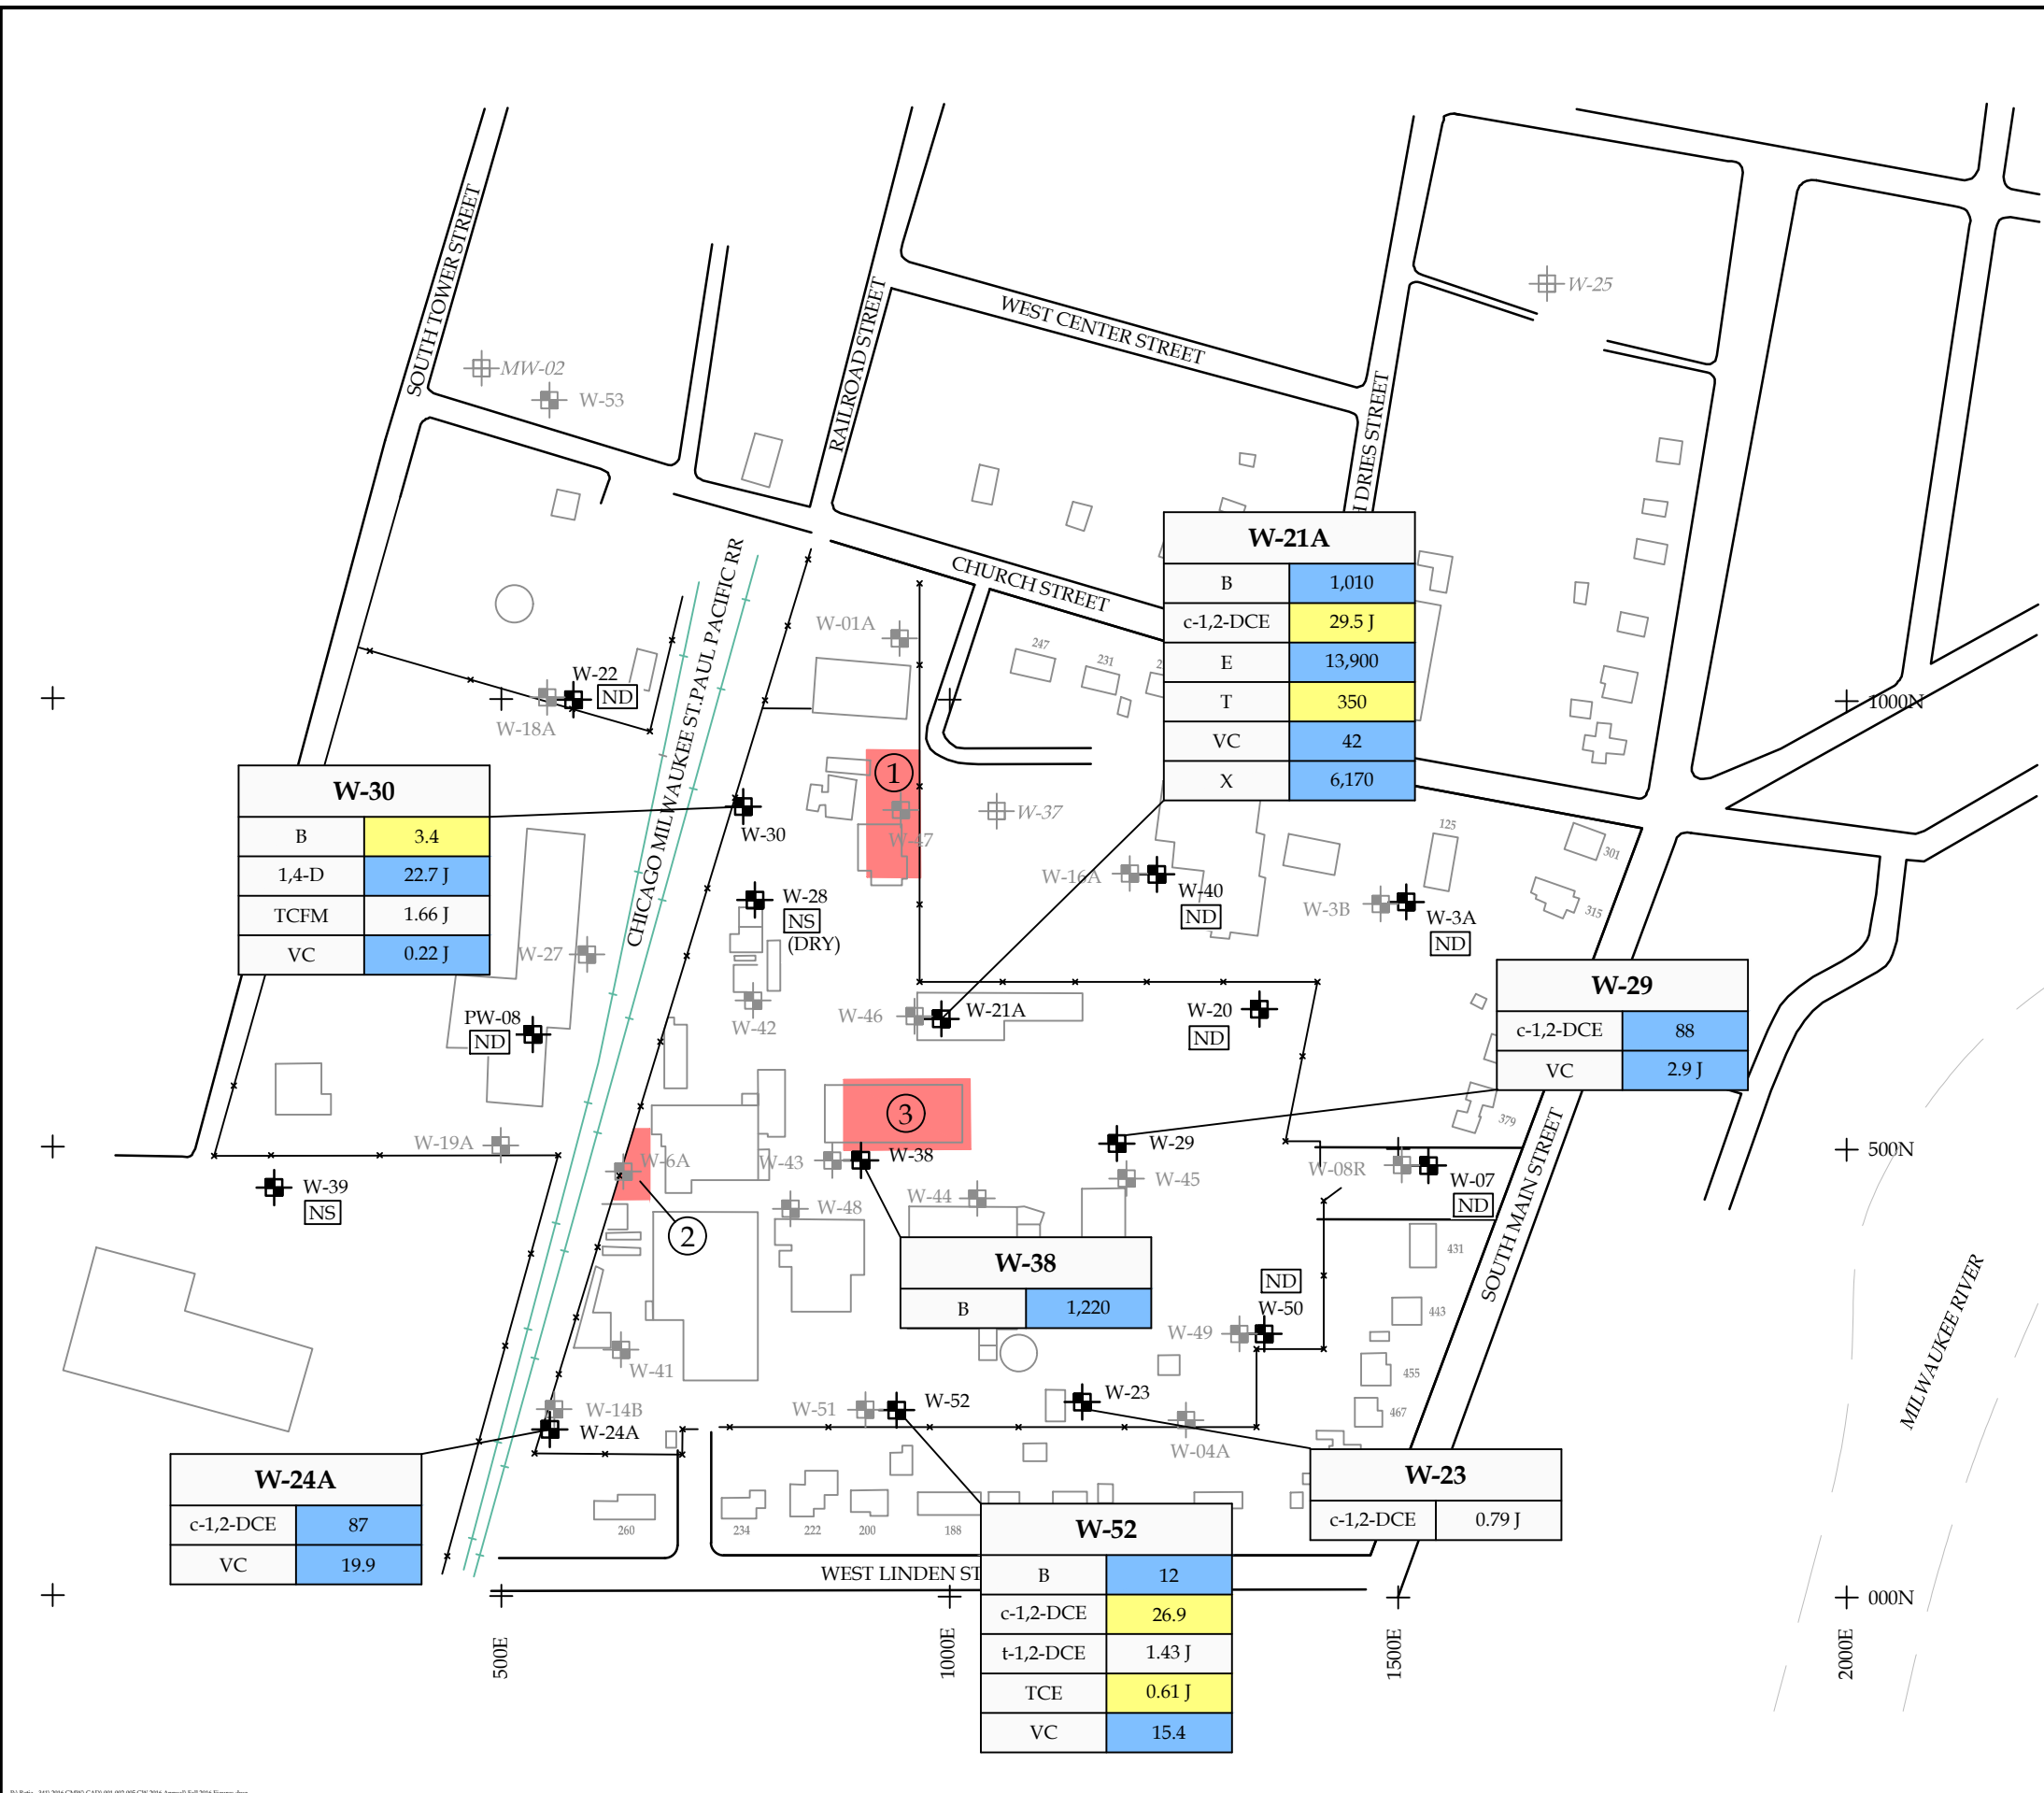 SOUTH TOWER STREET
RAILROAD STREET
WEST CENTER STREET
W-25
MW-02
W-53
DRIES STREET
CHICAGO MILWAUKEE ST.PAUL PACIFIC RR
CHURCH STREET
W-01A
247
231
W-22
ND
W-18A
W-21A
B 1,010
c-1,2-DCE 29.5 J
E 13,900
T 350
VC 42
X 6,170
1000N
1
W-37
W-47
W-30
B 3.4
1,4-D 22.7 J
TCFM 1.66 J
VC 0.22 J
W-30
W-28
NS
(DRY)
W-27
W-42
W-16A
W-40
ND
125
301
315
W-3B
W-3A
ND
PW-08
ND
W-46
W-21A
W-20
ND
W-29
c-1,2-DCE 88
VC 2.9 J
379
3
W-19A
W-6A
W-43
W-38
W-29
W-45
W-08R
W-07
ND
500N
W-39
NS
2
W-48
W-44
SOUTH MAIN STREET
431
W-38
B 1,220
ND
W-50
W-49
443
MILWAUKEE RIVER
W-41
455
467
W-14B
W-24A
W-51
W-52
W-23
W-04A
W-24A
c-1,2-DCE 87
VC 19.9
W-23
c-1,2-DCE 0.79 J
260
234
222
200
188
WEST LINDEN ST
W-52
B 12
c-1,2-DCE 26.9
t-1,2-DCE 1.43 J
TCE 0.61 J
VC 15.4
000N
500E
1000E
1500E
2000E